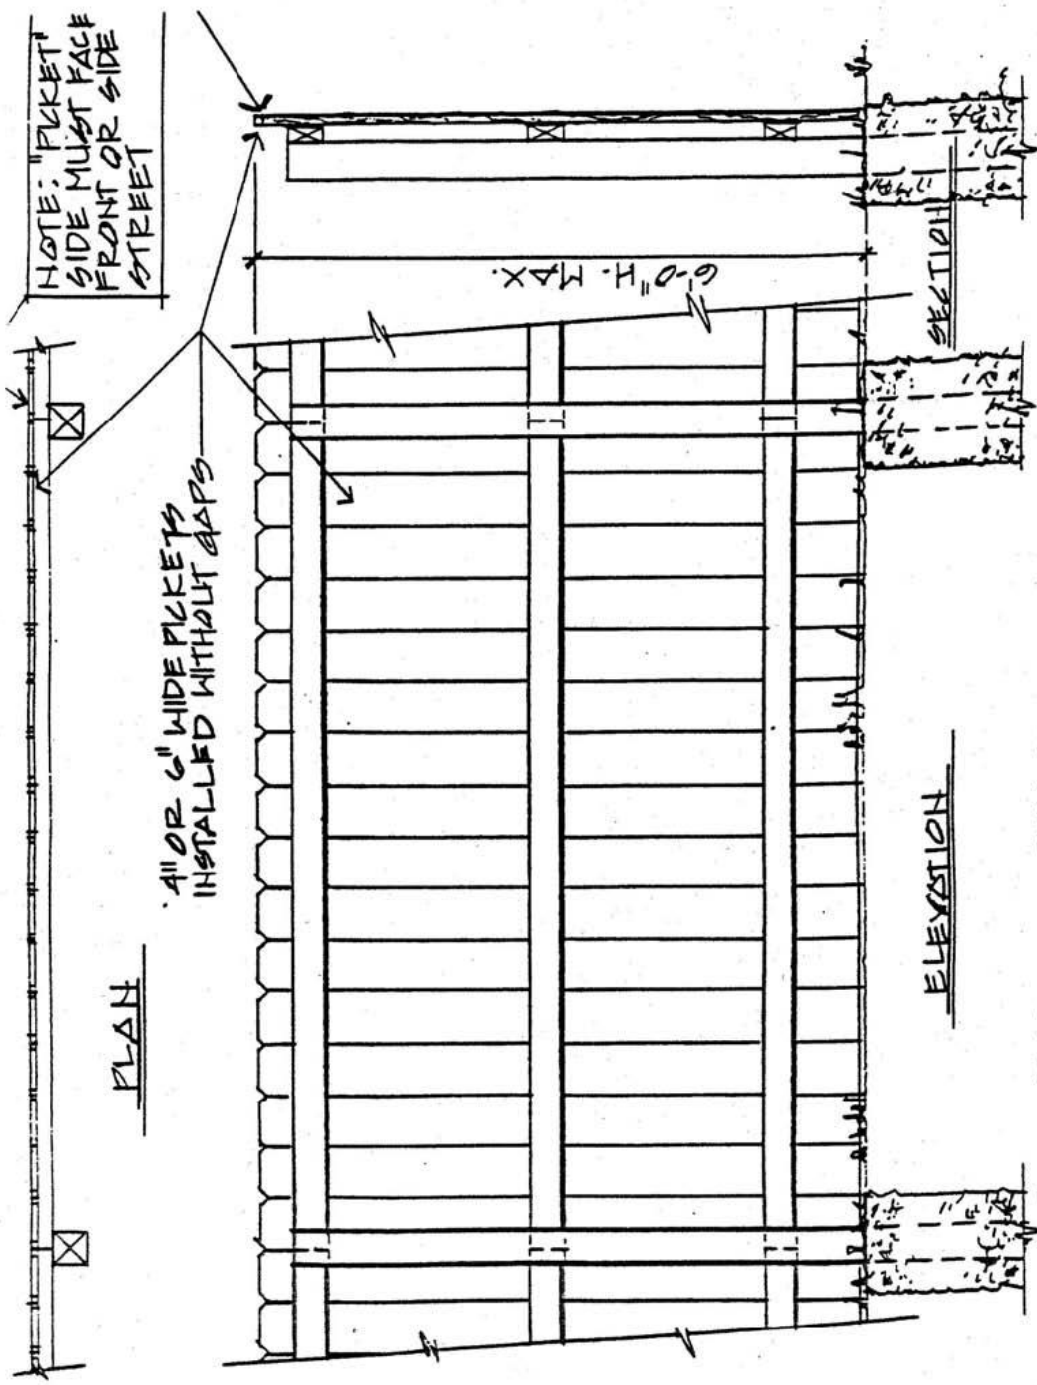 NOTE: "PICKET"
SIDE MUST FACE
FRONT OR SIDE
STREET
4" OR 6" WIDE PICKETS
INSTALLED WITHOUT GAPS
PLAN
6'-0" H. MAX.
SECTION
ELEVATION